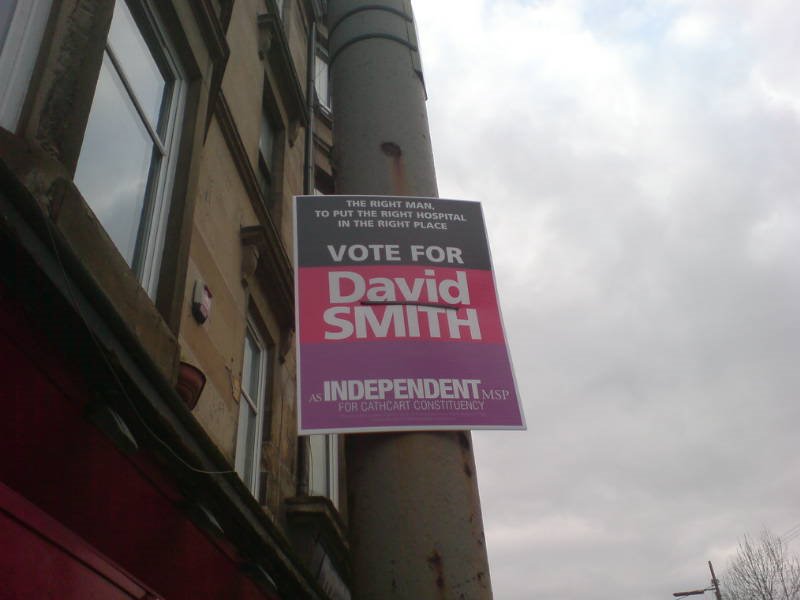 THE RIGHT MAN,
TO PUT THE RIGHT HOSPITAL
IN THE RIGHT PLACE
VOTE FOR
David
SMITH
AS INDEPENDENT MSP
FOR CATHCART CONSTITUENCY